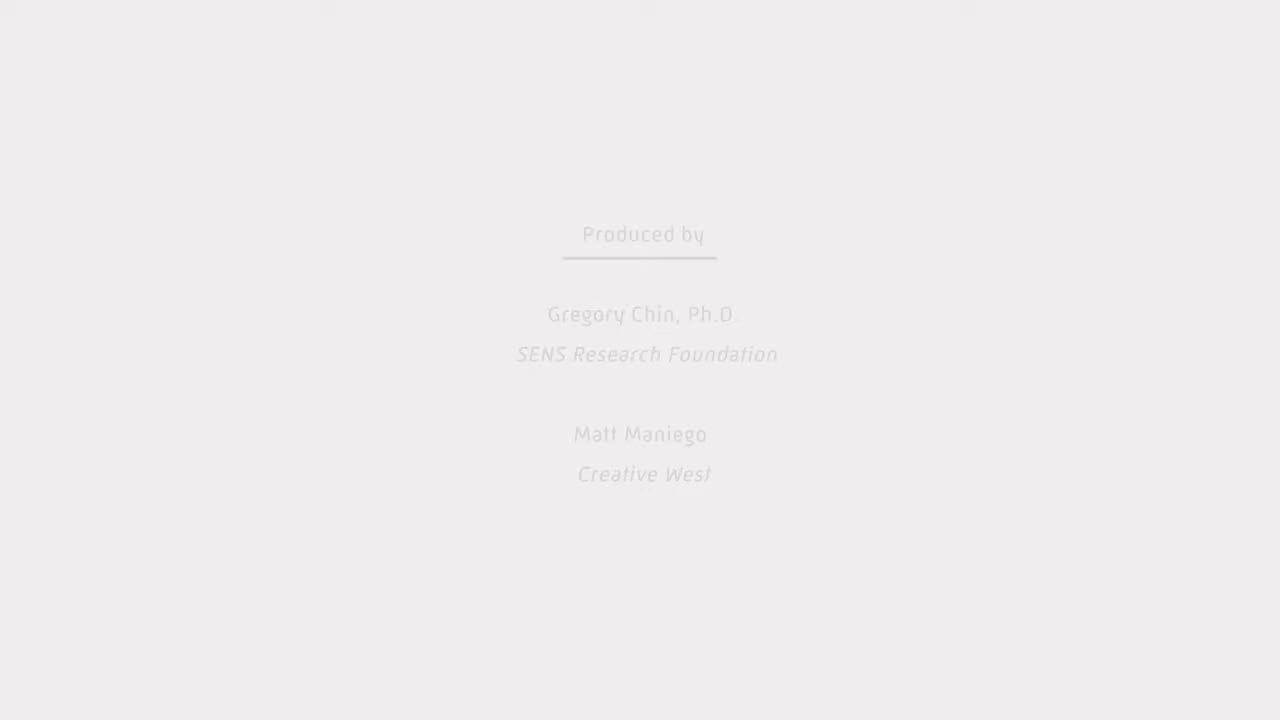 Produced by
Gregory Chin, Ph.D
SENS Research Foundation
Matt Maniego
Creative West